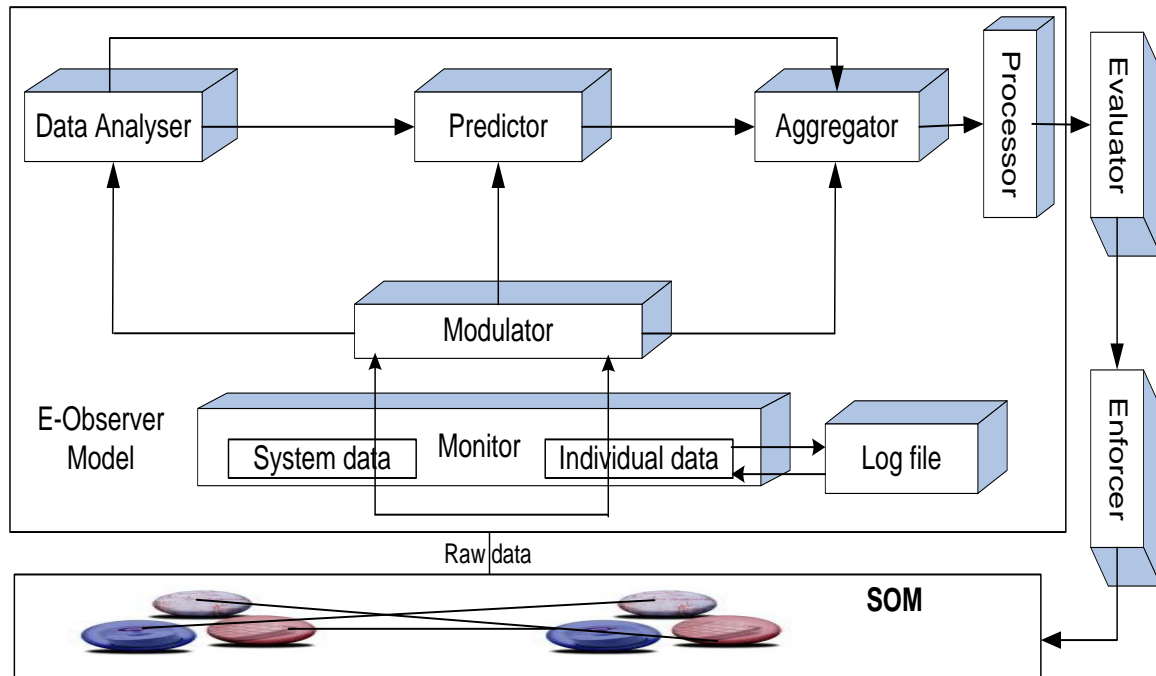 Data Analyser
Predictor
Aggregator
Processor
Evaluator
Modulator
E-Observer
Model
Monitor
System data
Individual data
Log file
Enforcer
Raw data
SOM